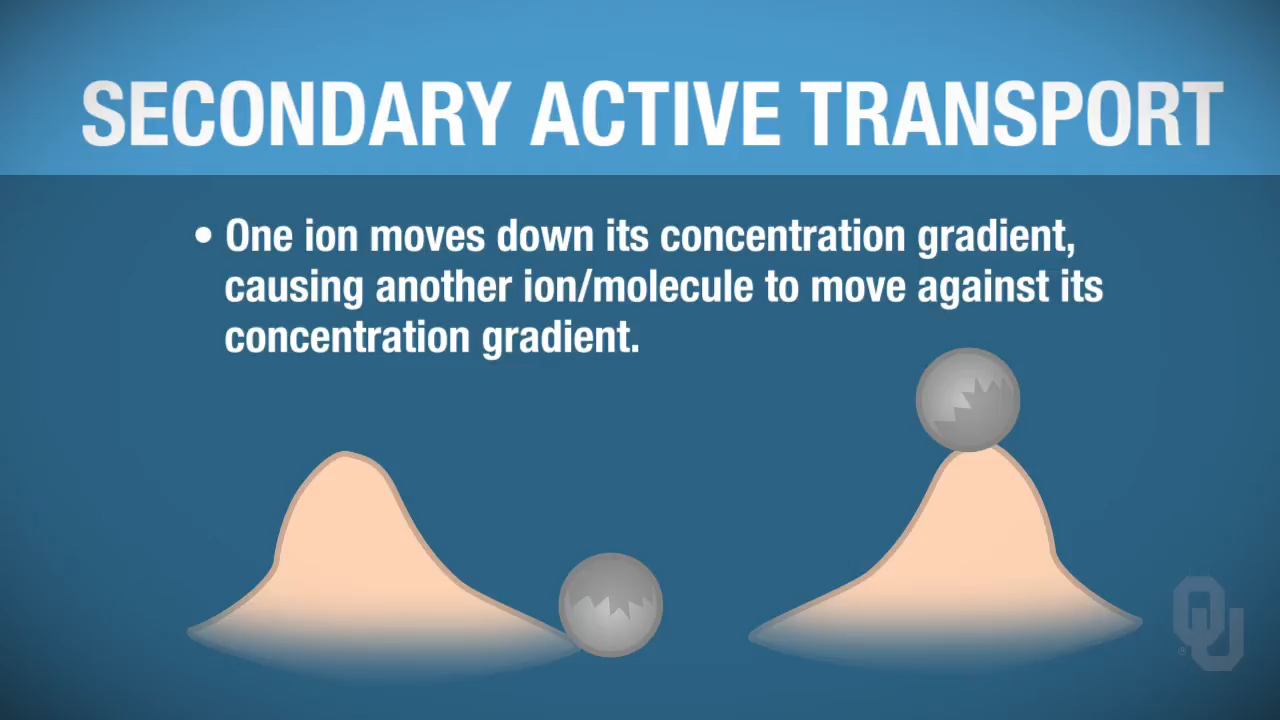 SECONDARY ACTIVE TRANSPORT
• One ion moves down its concentration gradient,
causing another ion/molecule to move against its
concentration gradient.
OU
®